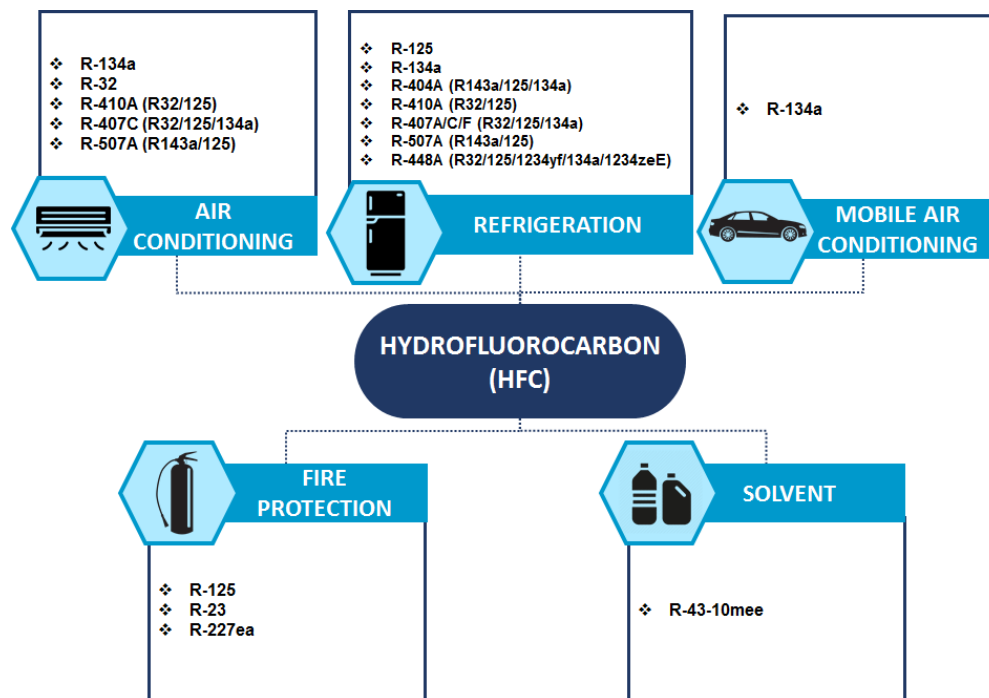 R-134a
R-32
R-410A (R32/125)
R-407C (R32/125/134a)
R-507A (R143a/125)
AIR
CONDITIONING
R-125
R-134a
R-404A (R143a/125/134a)
R-410A (R32/125)
R-407A/C/F (R32/125/134a)
R-507A (R143a/125)
R-448A (R32/125/1234yf/134a/1234zeE)
REFRIGERATION
R-134a
MOBILE AIR
CONDITIONING
HYDROFLUOROCARBON
(HFC)
FIRE
PROTECTION
R-125
R-23
R-227ea
SOLVENT
R-43-10mee